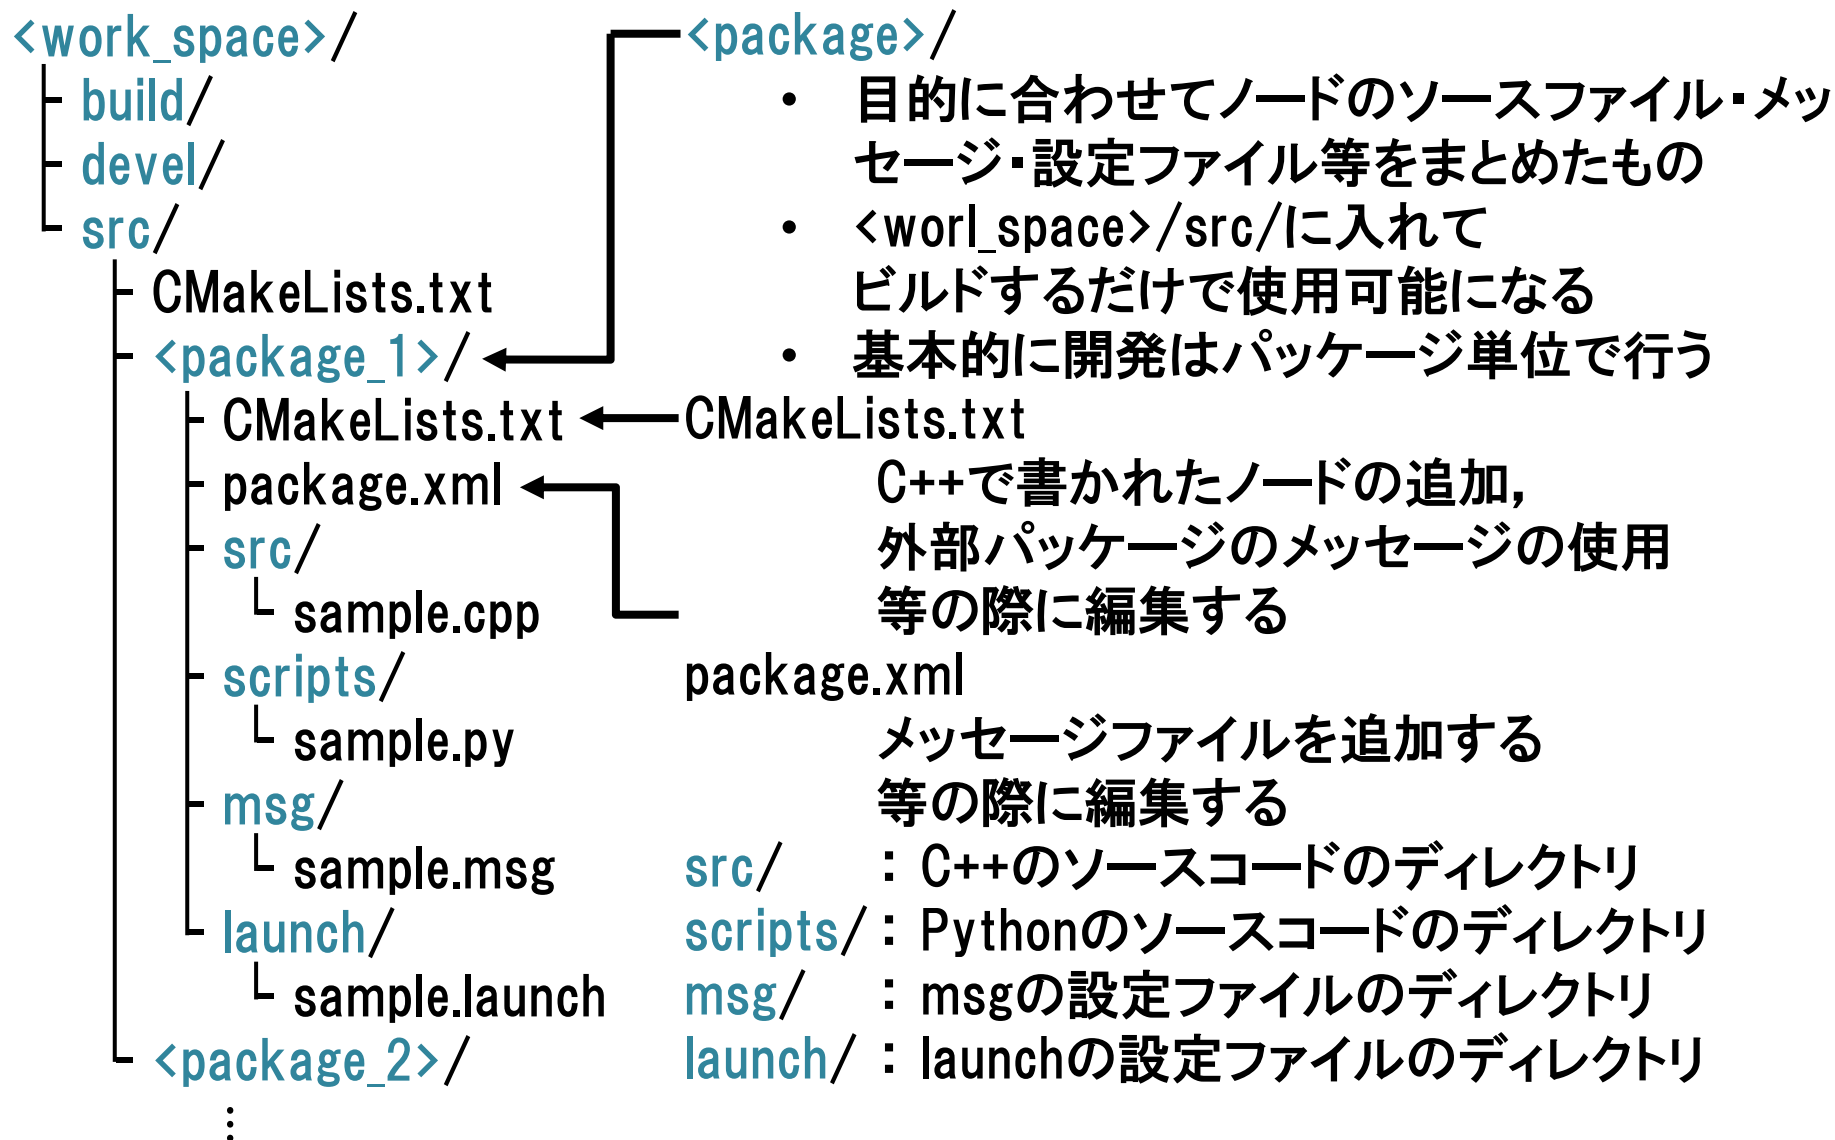 <work_space>/
build/
devel/
src/
CMakeLists.txt
<package_1>/
CMakeLists.txt
package.xml
src/
sample.cpp
scripts/
sample.py
msg/
sample.msg
launch/
sample.launch
<package_2>/
⋮
<package>/
• 目的に合わせてノードのソースファイル・メッ
セージ・設定ファイル等をまとめたもの
• <worl_space>/src/に入れて
ビルドするだけで使用可能になる
• 基本的に開発はパッケージ単位で行う
CMakeLists.txt
C++で書かれたノードの追加,
外部パッケージのメッセージの使用
等の際に編集する
package.xml
メッセージファイルを追加する
等の際に編集する
src/ : C++のソースコードのディレクトリ
scripts/ : Pythonのソースコードのディレクトリ
msg/ : msgの設定ファイルのディレクトリ
launch/ : launchの設定ファイルのディレクトリ